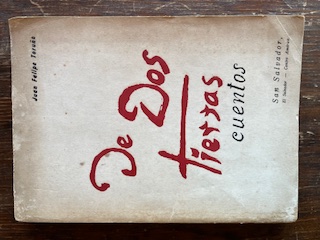 Juan Felipe Toruño
De Dos
tierras
cuentos
San Salvador,
El Salvador — Centro América